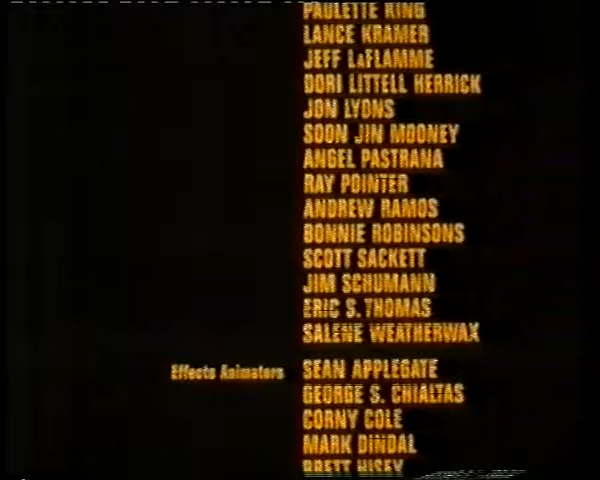 PAULETTE KING
LANCE KRAMER
JEFF LaFLAMME
DORI LITTELL HERRICK
JON LYONS
SOON JIN MOONEY
ANGEL PASTRANA
RAY POINTER
ANDREW RAMOS
BONNIE ROBINSONS
SCOTT SACKETT
JIM SCHUMANN
ERIC S. THOMAS
SALENE WEATHERWAX
Effects Animators SEAN APPLEGATE
GEORGE S. CHIALTAS
CORNY COLE
MARK DINDAL
BRETT HISEY